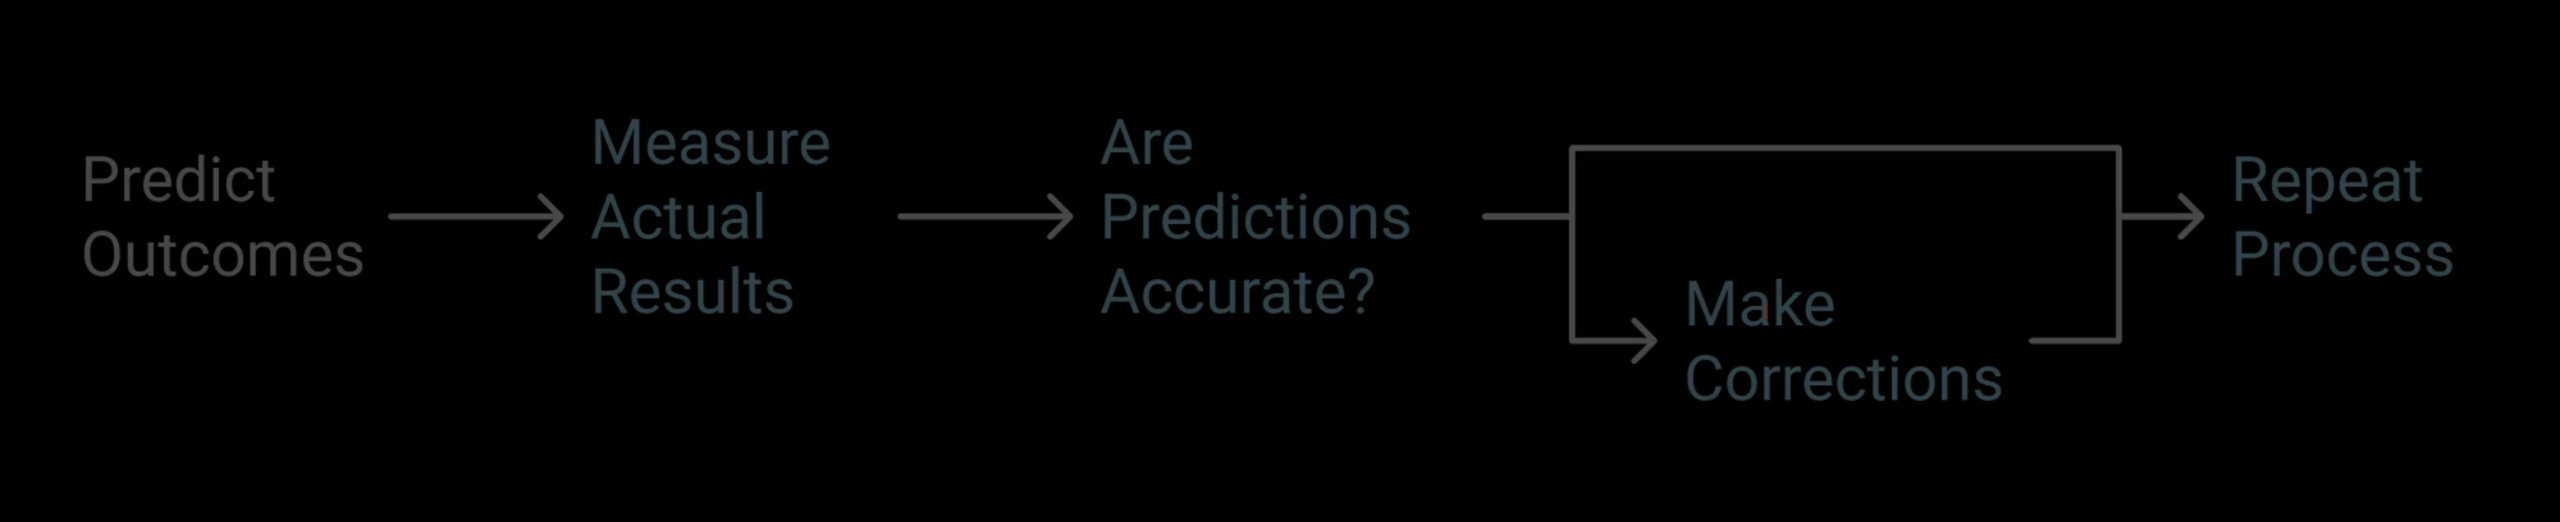 Predict
Outcomes
Measure
Actual
Results
Are
Predictions
Accurate?
Make
Corrections
Repeat
Process